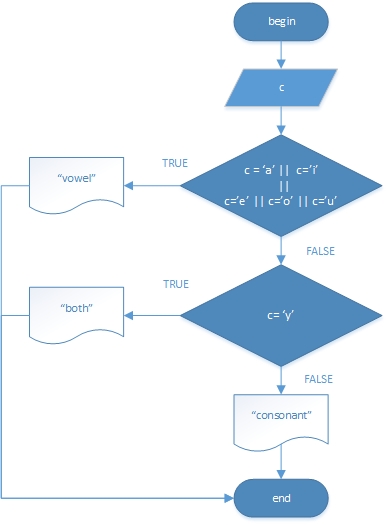 begin
c
c = ‘a’ || c=‘i’
||
c=‘e’ || c=‘o’ || c=‘u’
TRUE
“vowel”
FALSE
c= ‘y’
TRUE
“both”
FALSE
“consonant”
end